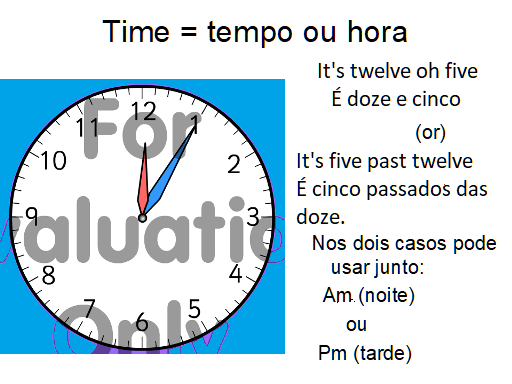 Time = tempo ou hora
It's twelve oh five
É doze e cinco
(or)
It's five past twelve
É cinco passados das
doze.
Nos dois casos pode
usar junto:
Am. (noite)
ou
Pm (tarde)
For
valuatio
Only
12
1
2
3
4
5
6
7
8
9
10
11